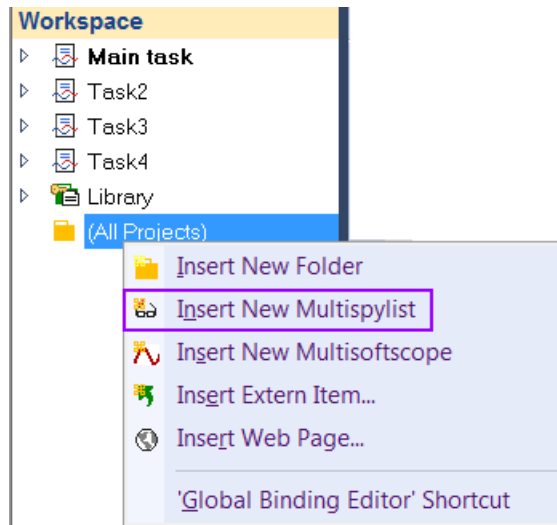 Workspace
Main task
Task2
Task3
Task4
Library
(All Projects)
Insert New Folder
Insert New Multispylist
Insert New Multisoftscope
Insert Extern Item...
Insert Web Page...
'Global Binding Editor' Shortcut